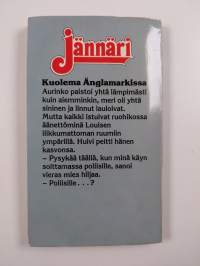 Jännäri
Kuolema Änglamarkissa
Aurinko paistoi yhtä lämpimästi
kuin aiemminkin, meri oli yhtä
sininen ja linnut lauloivat.
Mutta kaikki istuivat ruohikossa
äänettöminä Louisen
liikkumattoman ruumiin
ympärillä. Huivi peitti hänen
kasvonsa.
– Pysykää täällä, kun minä käyn
soittamassa poliisille, sanoi
vieras mies hiljaa.
– Poliisille . . . ?